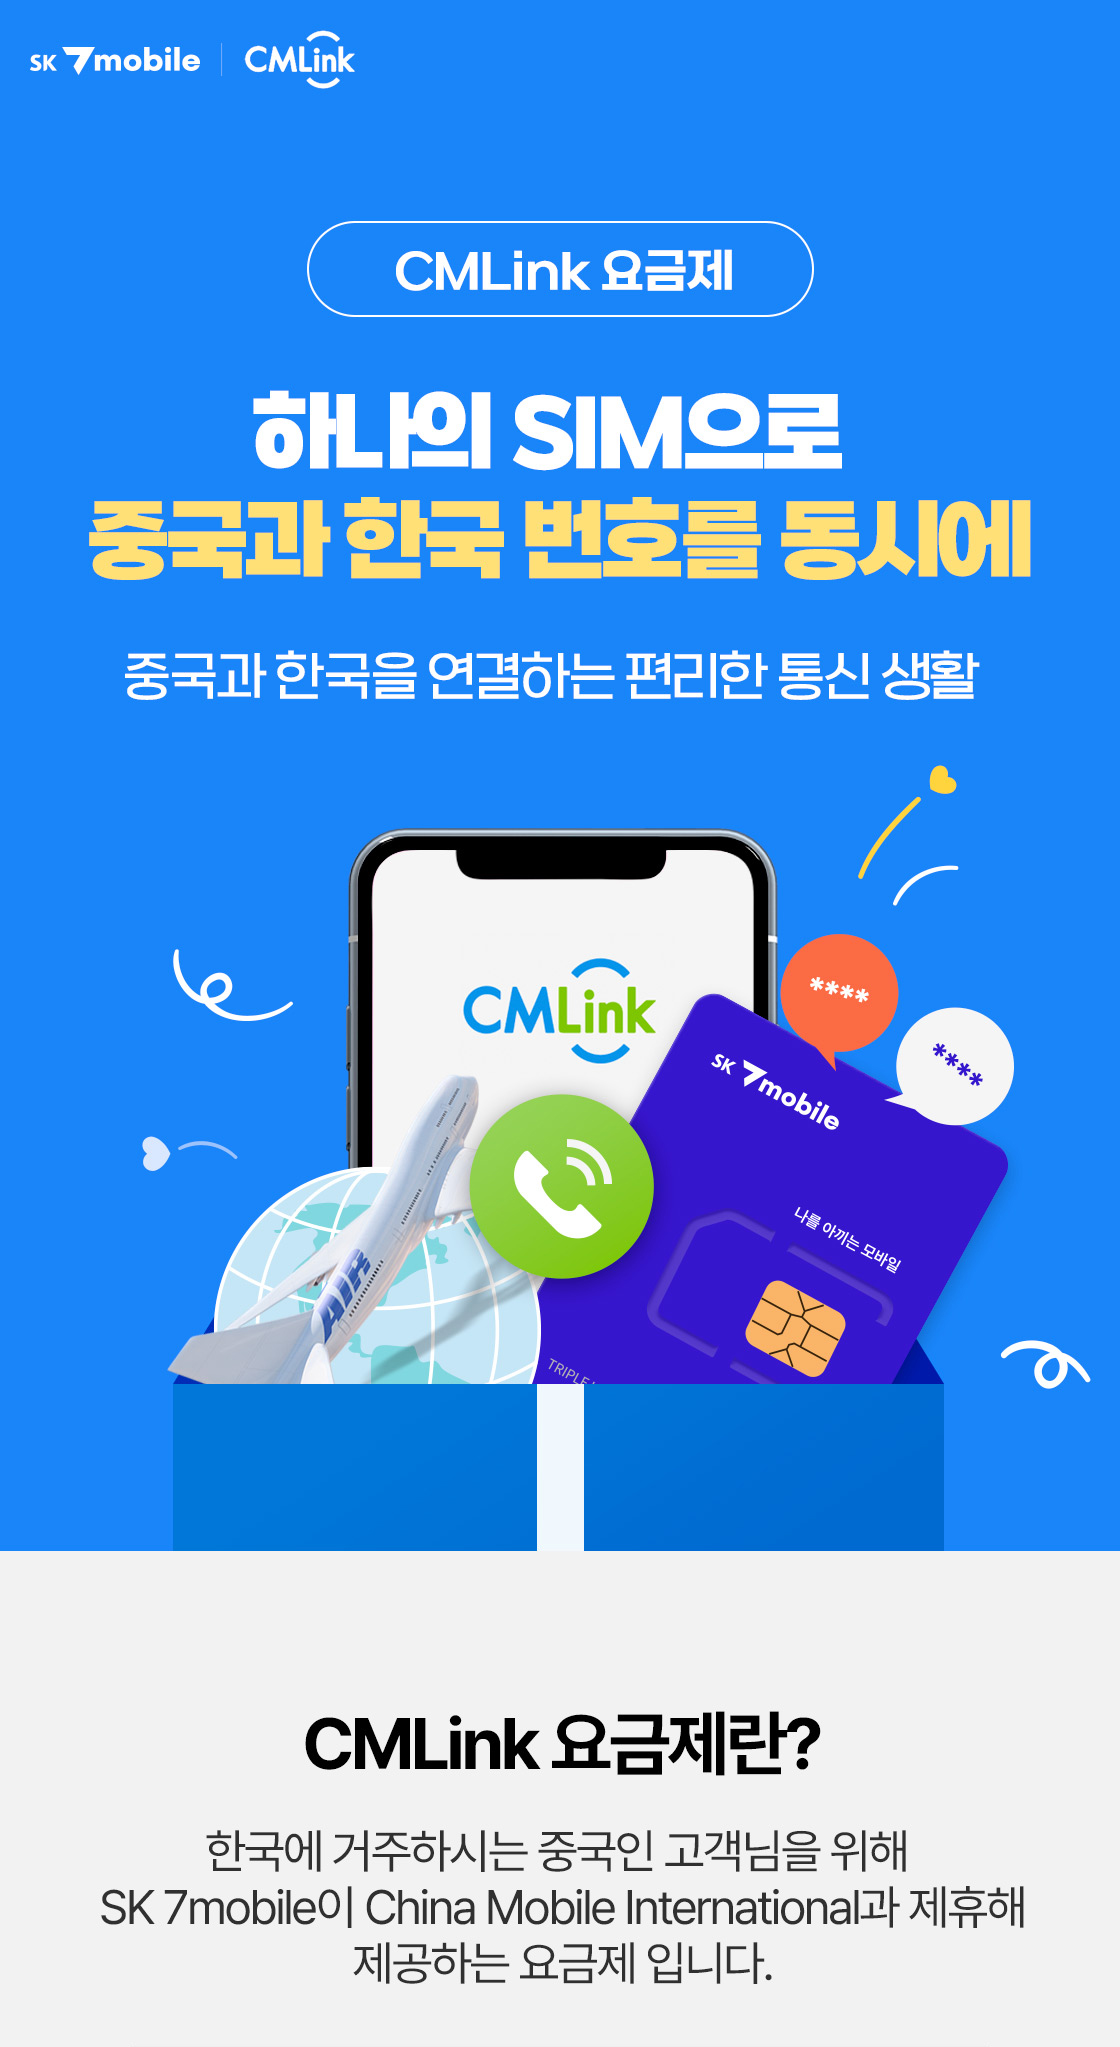 SK 7mobile | CMLink
CMLink 요금제
하나의 SIM으로
중국과 한국 번호를 동시에
중국과 한국을 연결하는 편리한 통신 생활
CMLink
****
****
SK 7mobile
나를 아끼는 모바일
AIR
TRIPLE
CMLink 요금제란?
한국에 거주하시는 중국인 고객님을 위해
SK 7mobile이 China Mobile International과 제휴해
제공하는 요금제 입니다.